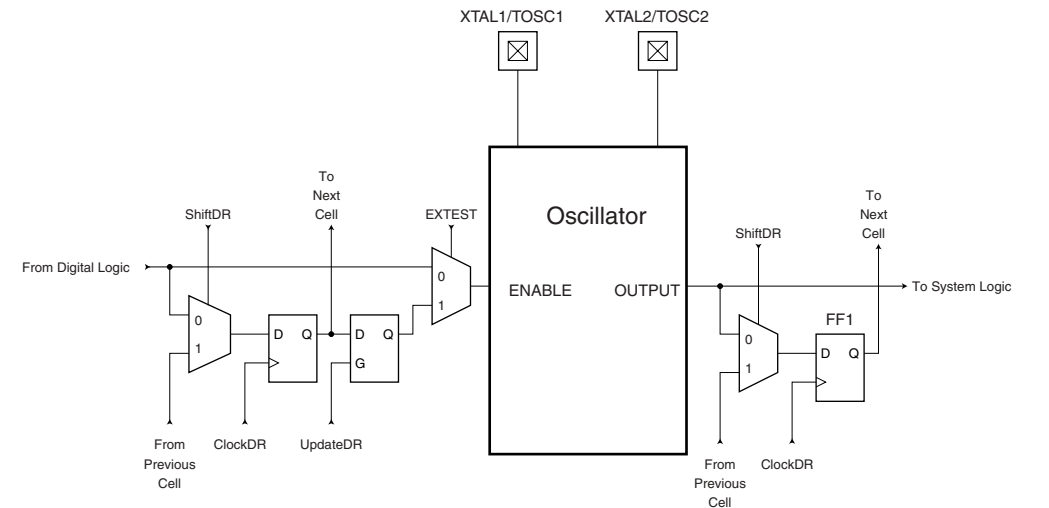 XTAL1/TOSC1
XTAL2/TOSC2
To
Next
Cell
ShiftDR
EXTEST
From Digital Logic
0
1
0
1
D Q
D Q
G
From
Previous
Cell
ClockDR
UpdateDR
Oscillator
ENABLE
OUTPUT
To
Next
Cell
ShiftDR
To System Logic
FF1
0
1
D Q
From
Previous
Cell
ClockDR